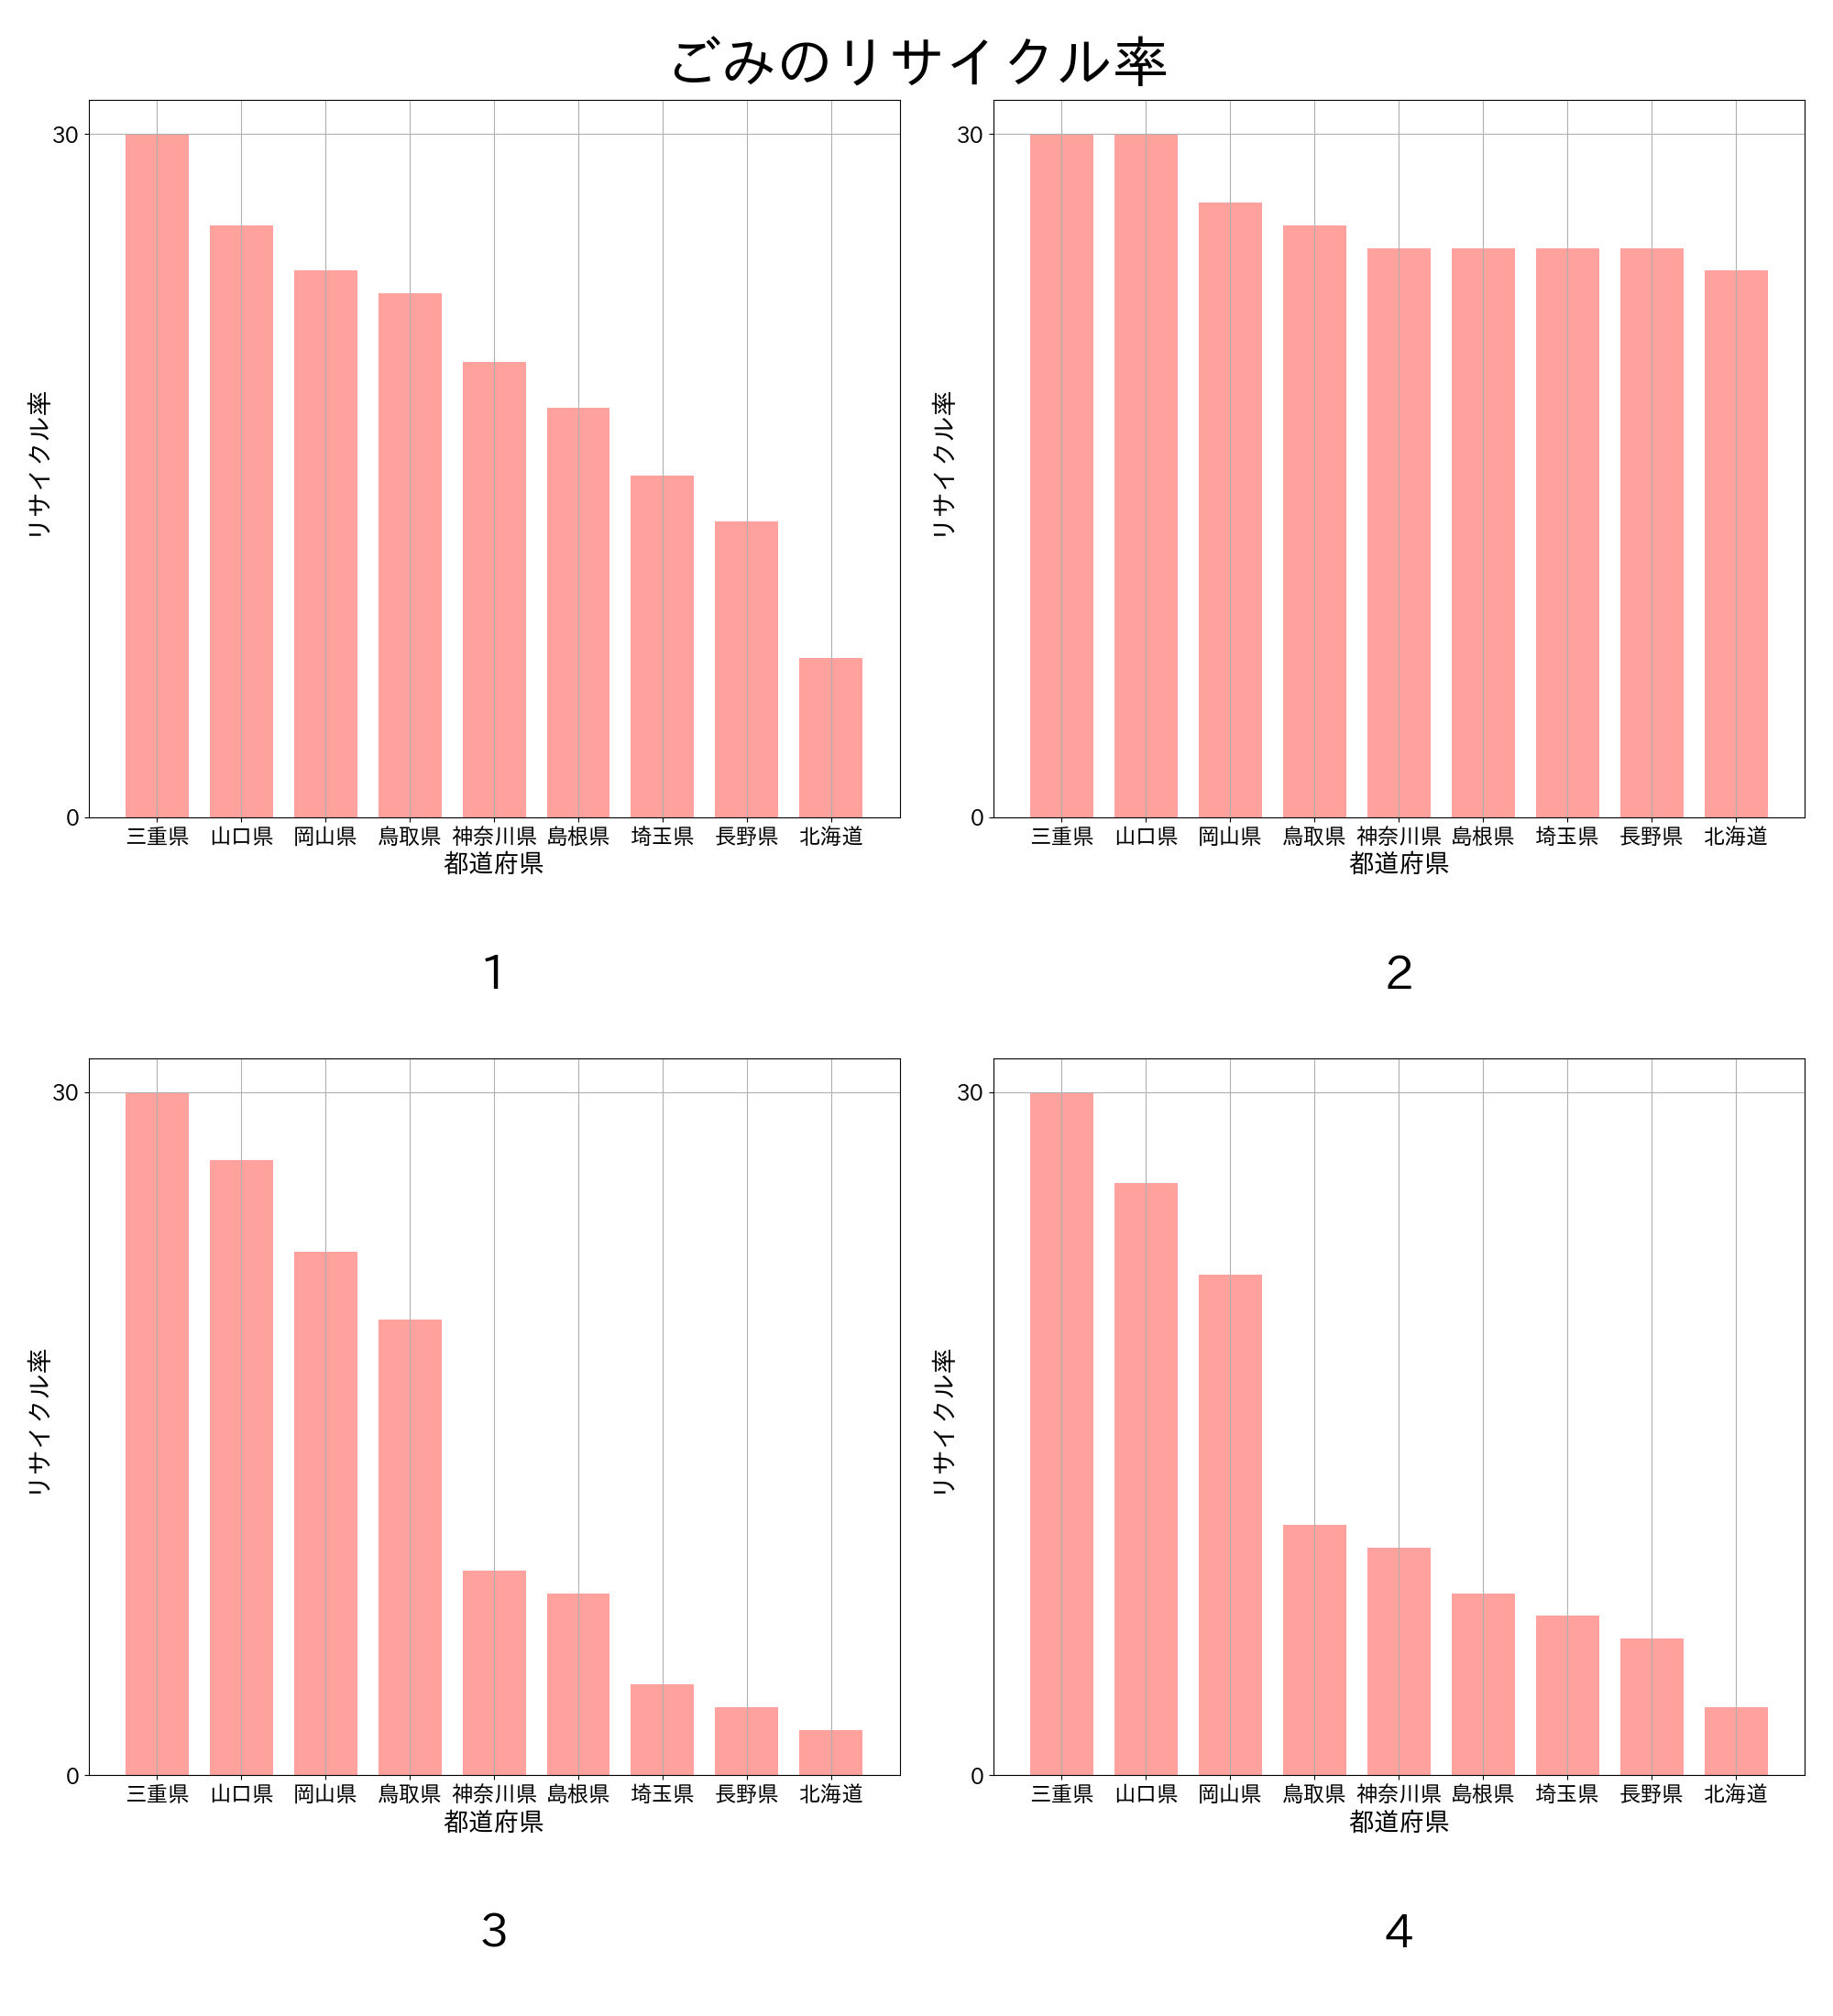 ごみのリサイクル率
30
0
リサイクル率
三重県 山口県 岡山県 鳥取県 神奈川県 島根県 埼玉県 長野県 北海道
都道府県
1
30
0
リサイクル率
三重県 山口県 岡山県 鳥取県 神奈川県 島根県 埼玉県 長野県 北海道
都道府県
2
30
0
リサイクル率
三重県 山口県 岡山県 鳥取県 神奈川県 島根県 埼玉県 長野県 北海道
都道府県
3
30
0
リサイクル率
三重県 山口県 岡山県 鳥取県 神奈川県 島根県 埼玉県 長野県 北海道
都道府県
4